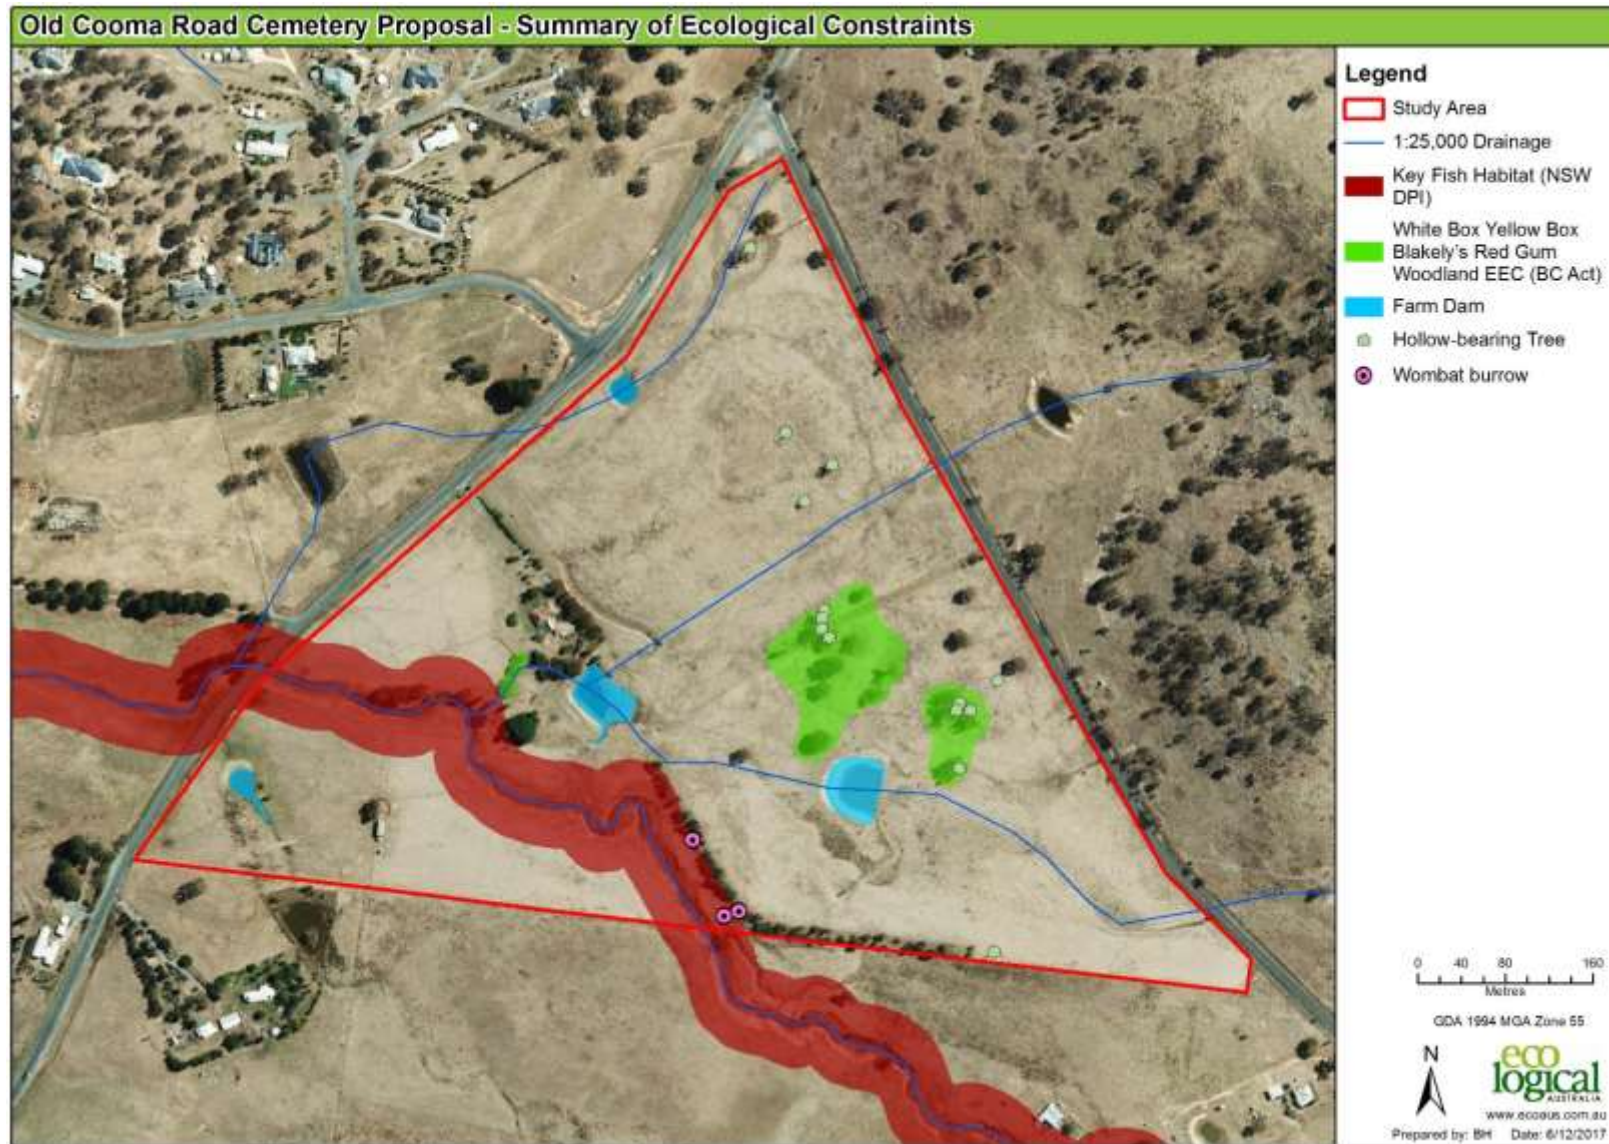 Old Cooma Road Cemetery Proposal - Summary of Ecological Constraints
Legend
Study Area
1:25,000 Drainage
Key Fish Habitat (NSW
DPI)
White Box Yellow Box
Blakely's Red Gum
Woodland EEC (BC Act)
Farm Dam
Hollow-bearing Tree
Wombat burrow
0 40 80 160
Metres
GDA 1994 MGA Zone 55
N
eco
logical
AUSTRALIA
www.ecoaus.com.au
Prepared by: BH Date: 6/12/2017